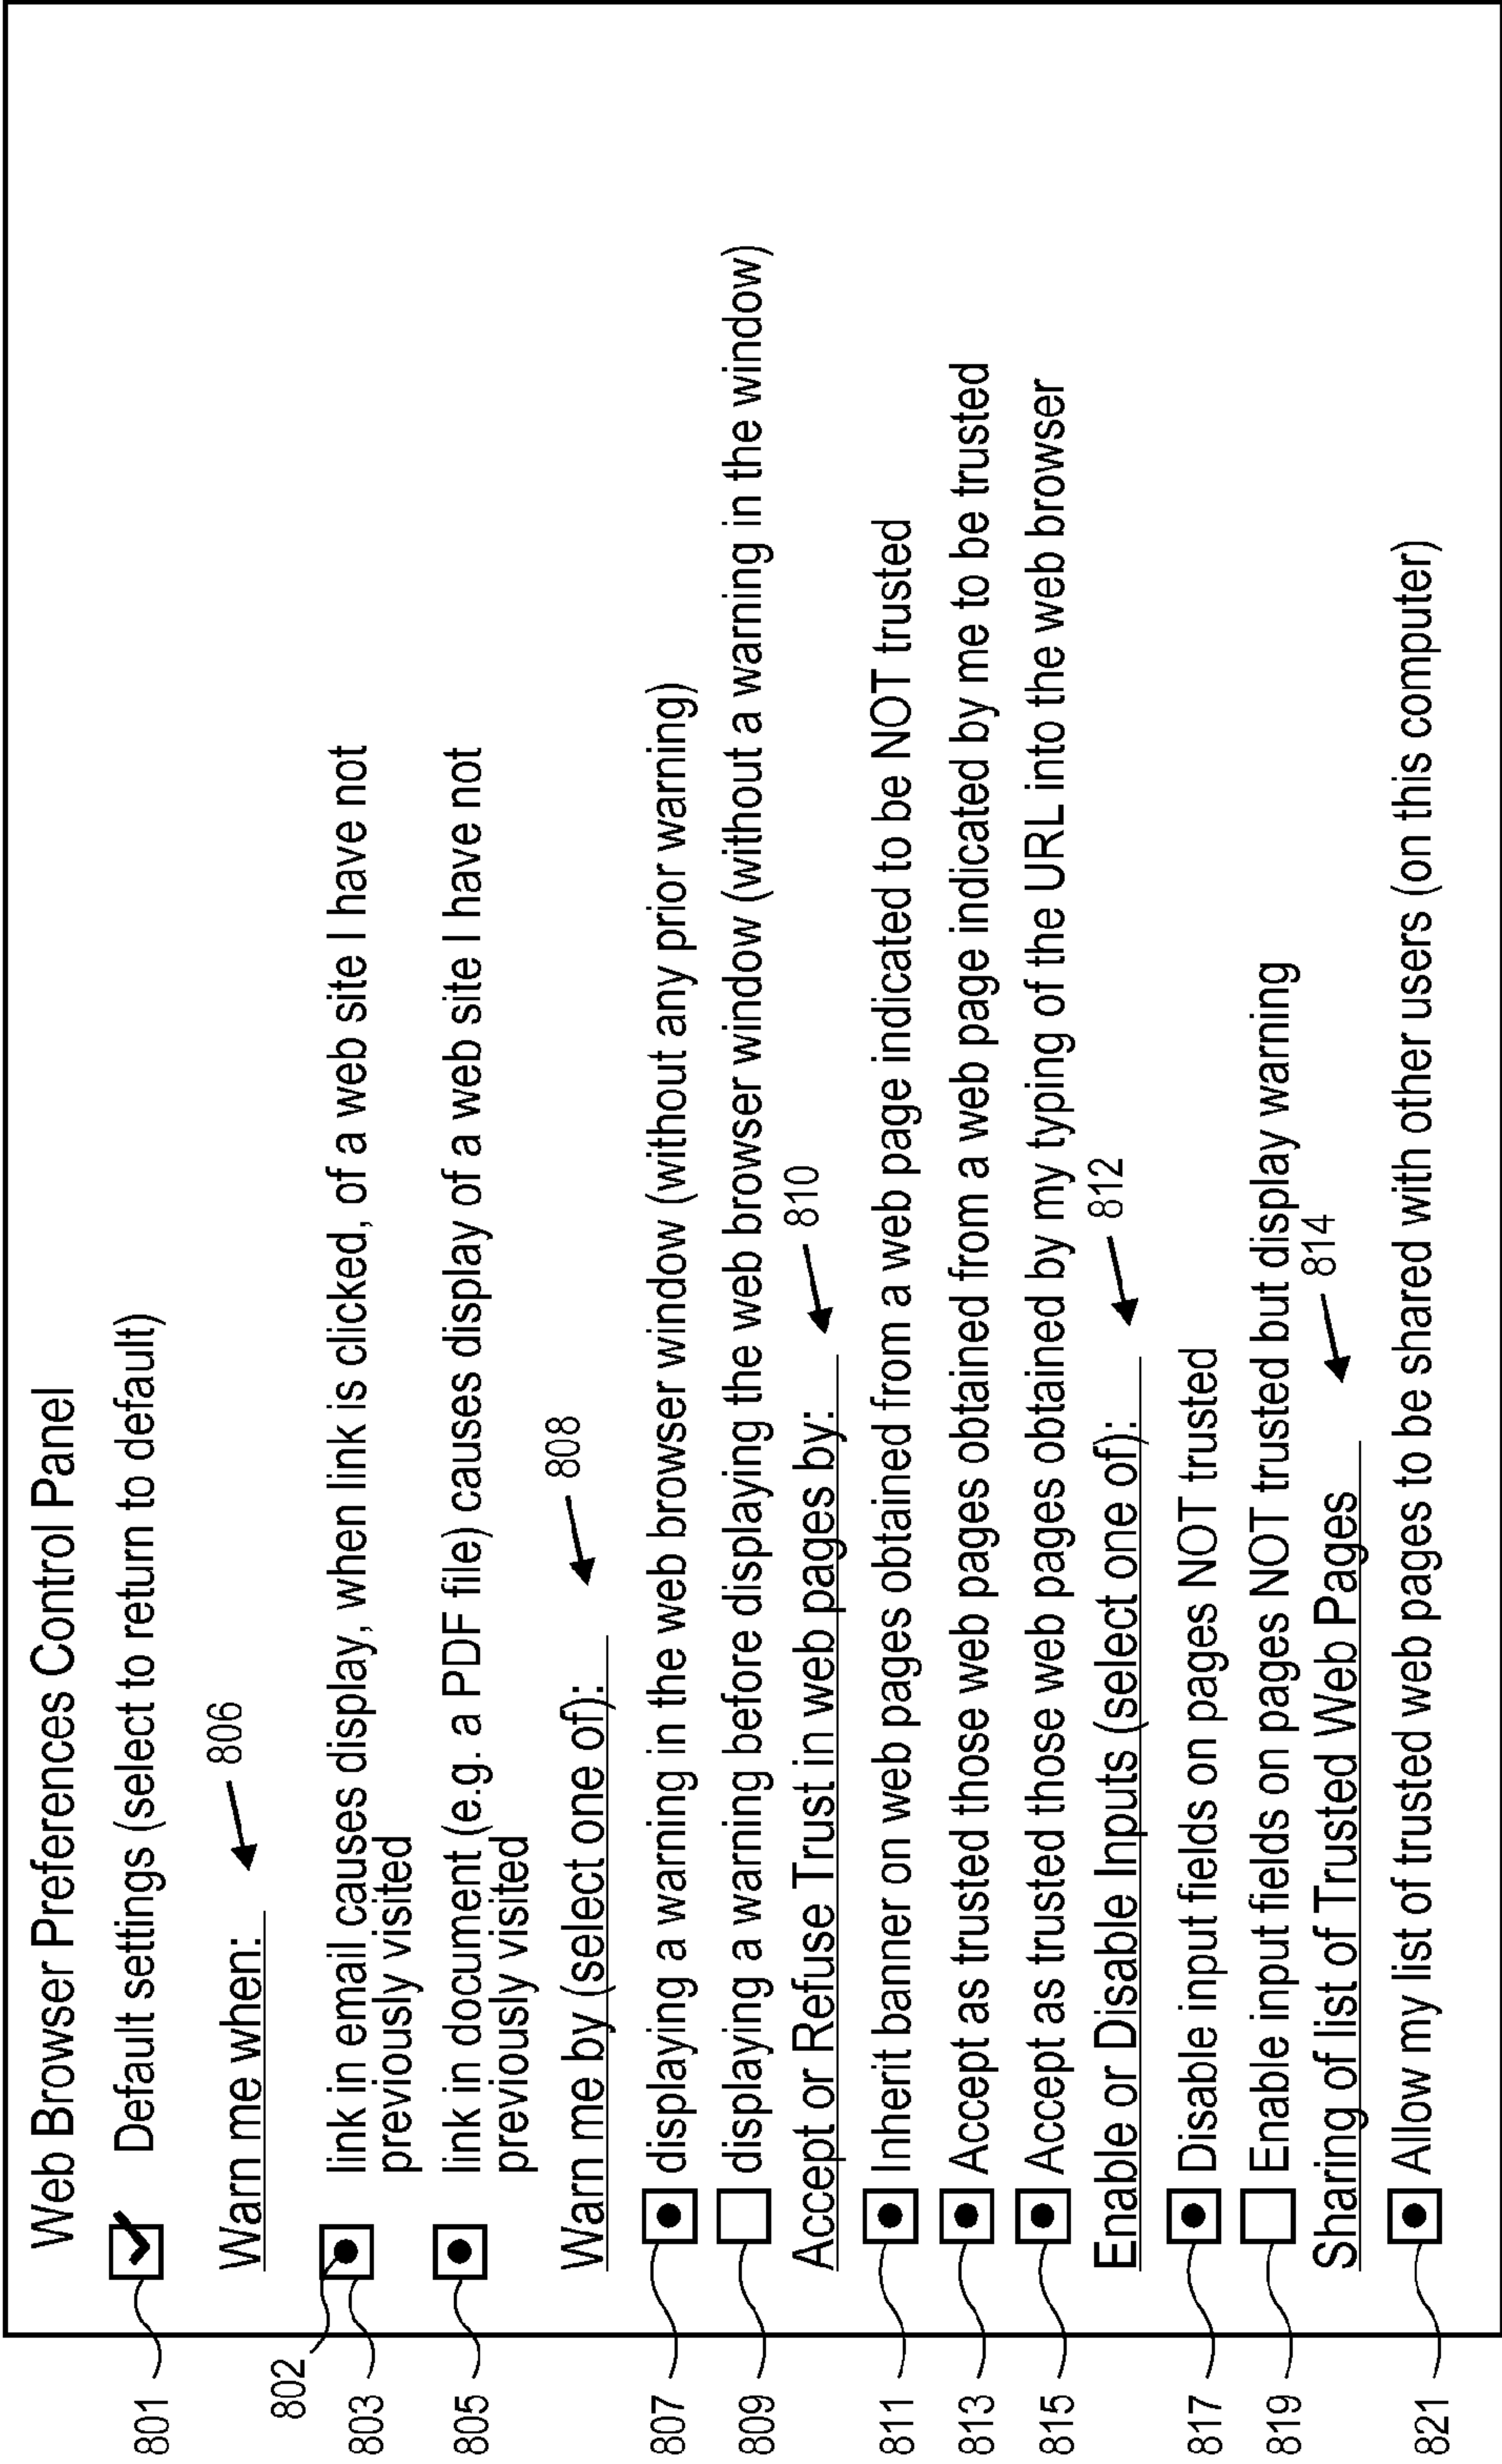 Web Browser Preferences Control Panel
801 Default settings (select to return to default)
Warn me when: 806
802
803 link in email causes display, when link is clicked, of a web site I have not
previously visited
805 link in document (e.g. a PDF file) causes display of a web site I have not
previously visited
Warn me by (select one of): 808
807 displaying a warning in the web browser window (without any prior warning)
809 displaying a warning before displaying the web browser window (without a warning in the window)
Accept or Refuse Trust in web pages by: 810
811 Inherit banner on web pages obtained from a web page indicated to be NOT trusted
813 Accept as trusted those web pages obtained from a web page indicated by me to be trusted
815 Accept as trusted those web pages obtained by my typing of the URL into the web browser
Enable or Disable Inputs (select one of): 812
817 Disable input fields on pages NOT trusted
819 Enable input fields on pages NOT trusted but display warning
Sharing of list of Trusted Web Pages 814
821 Allow my list of trusted web pages to be shared with other users (on this computer)